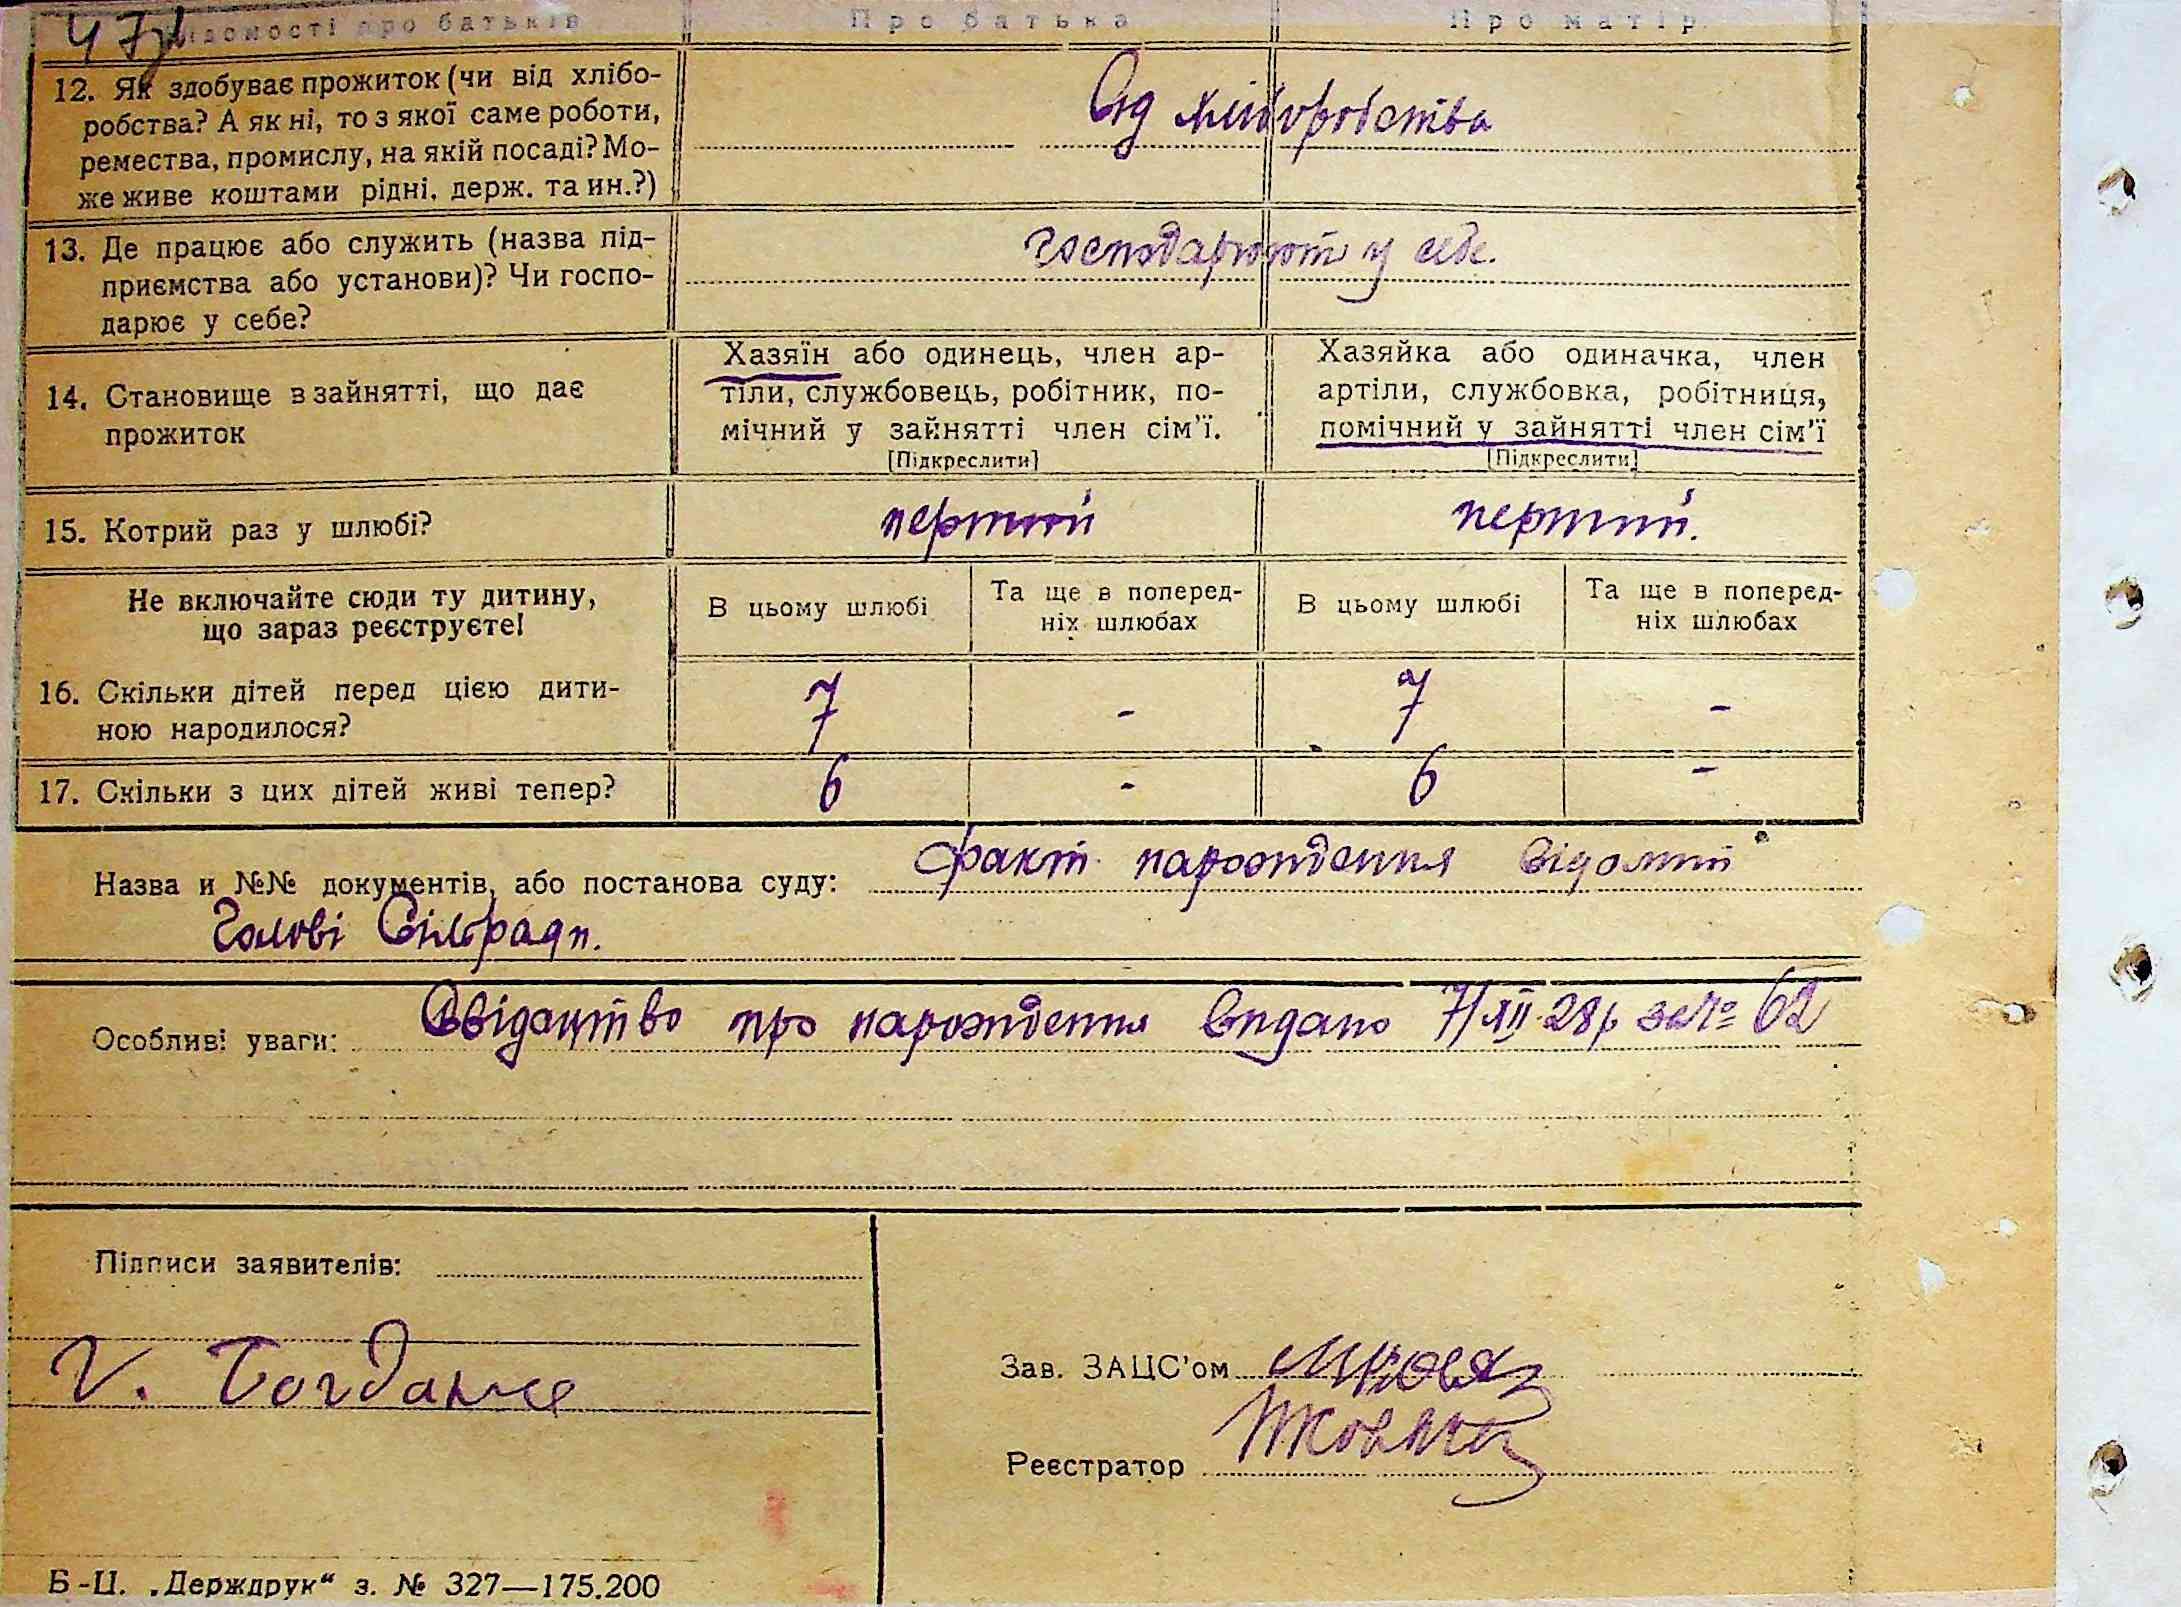 47
Відомості про батьків Про батька Про матір
12. Як здобуває прожиток (чи від хлібо-
робства? А як ні, то з якої саме роботи,
ремества, промислу, на якій посаді? Мо-
же живе коштами рідні, держ. та ин.?)
Од хліборобства
13. Де працює або служить (назва під-
приємства або установи)? Чи госпо-
дарює у себе?
господарюют у себе.
14. Становище в зайнятті, що дає
прожиток
Хазяїн або одинець, член ар-
тіли, службовець, робітник, по-
мічний у зайнятті член сім'ї.
[Підкреслити]
Хазяйка або одиначка, член
артіли, службовка, робітниця,
помічний у зайнятті член сім'ї
[Підкреслити]
15. Котрий раз у шлюбі? перший перший.
Не включайте сюди ту дитину,
що зараз реєструєте!
В цьому шлюбі
Та ще в поперед-
ніх шлюбах
В цьому шлюбі
Та ще в поперед-
ніх шлюбах
16. Скільки дітей перед цією дити-
ною народилося?
7 - 7 -
17. Скільки з цих дітей живі тепер? 6 - 6 -
Назва и №№ документів, або постанова суду: факт нарождення відомий
Голові Сільради.
Особливі уваги: Свідоцтво про нарождення видано 7/XII 28р за № 62
Підписи заявителів:
Зав. ЗАЦС'ом
Реєстратор
Б-Ц. „Держдрук“ з. № 327—175.200